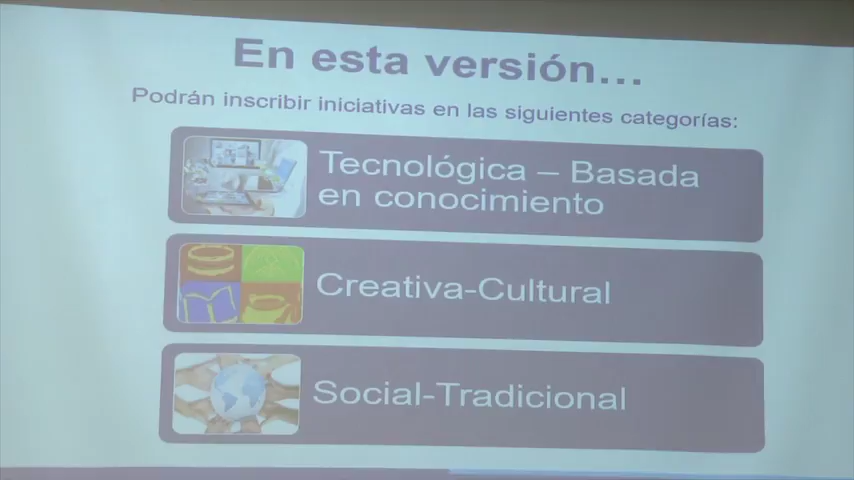 En esta versión...
Podrán inscribir iniciativas en las siguientes categorías:
Tecnológica – Basada
en conocimiento
Creativa-Cultural
Social-Tradicional